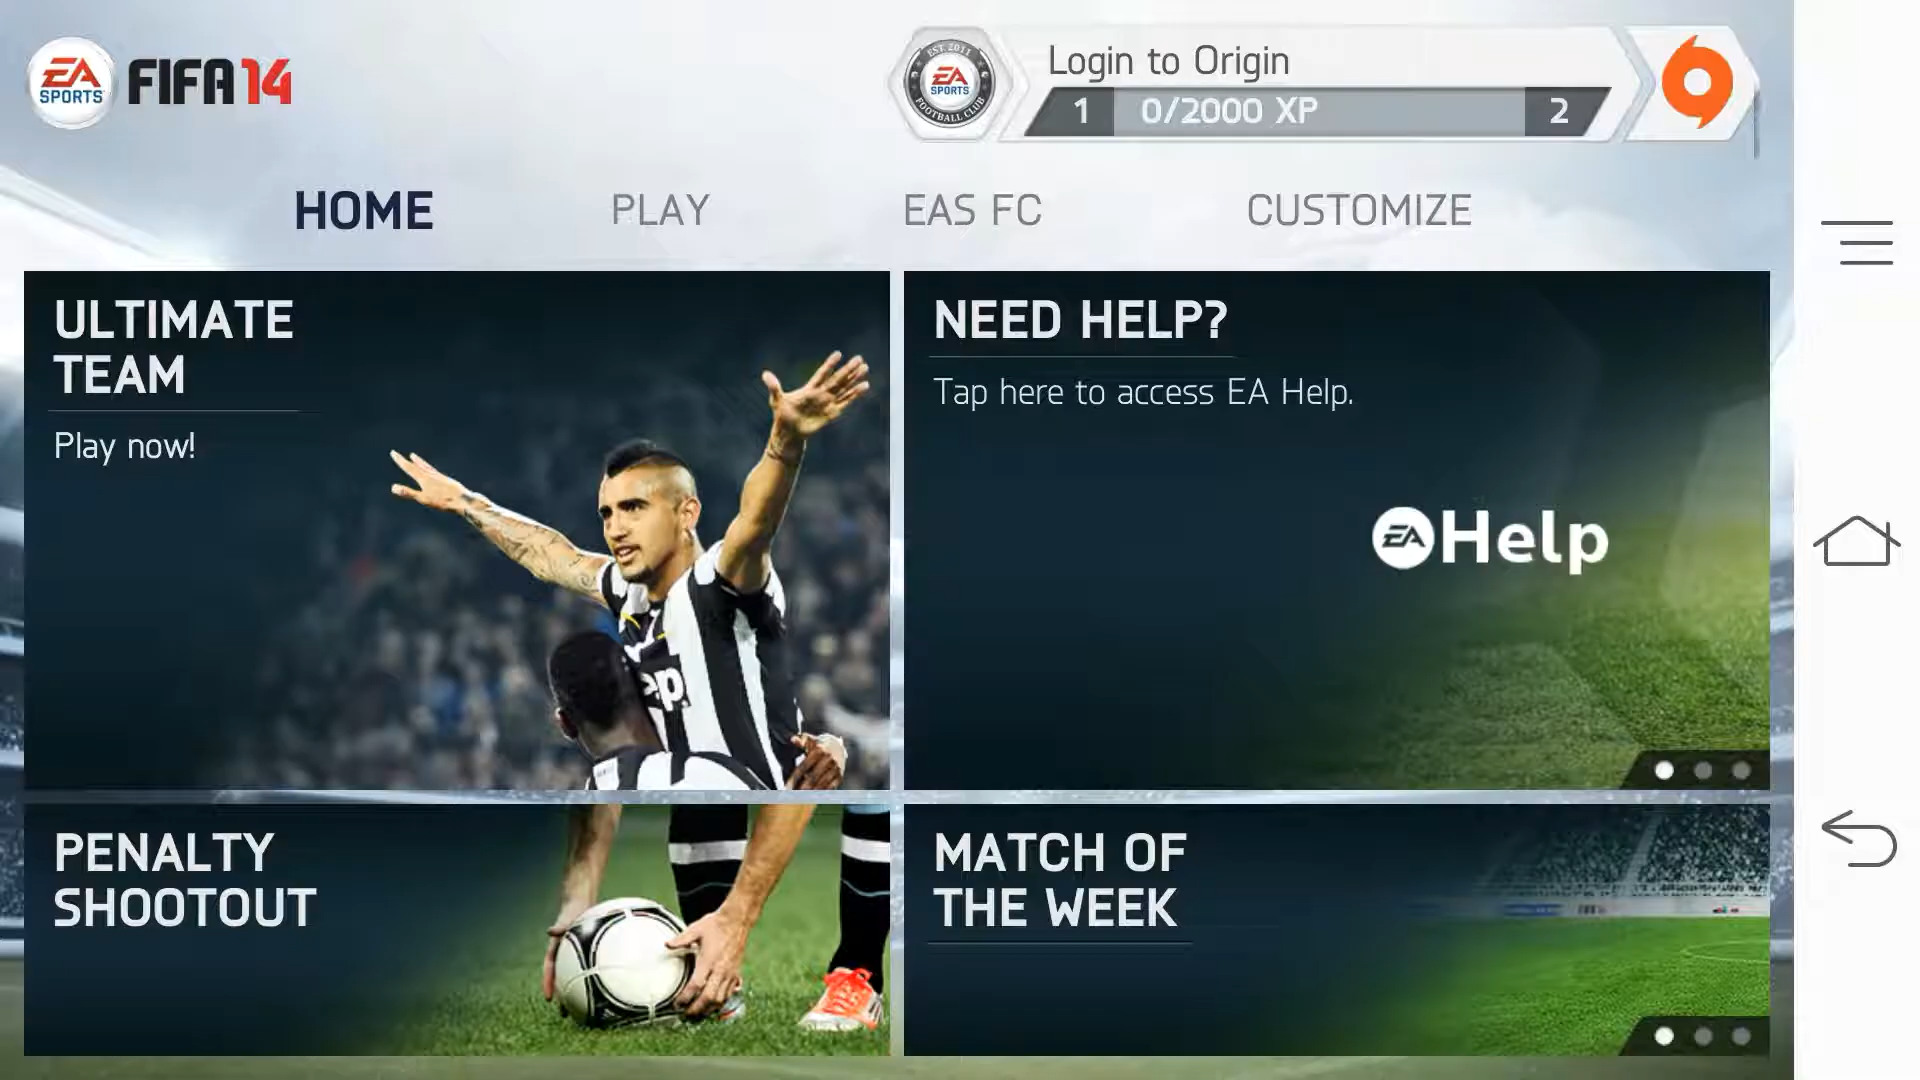 EA SPORTS FIFA 14
EST. 2011
EA SPORTS
FOOTBALL CLUB
Login to Origin
1 0/2000 XP 2
HOME PLAY EAS FC CUSTOMIZE
ULTIMATE
TEAM
Play now!
NEED HELP?
Tap here to access EA Help.
EA Help
ep
PENALTY
SHOOTOUT
MATCH OF
THE WEEK